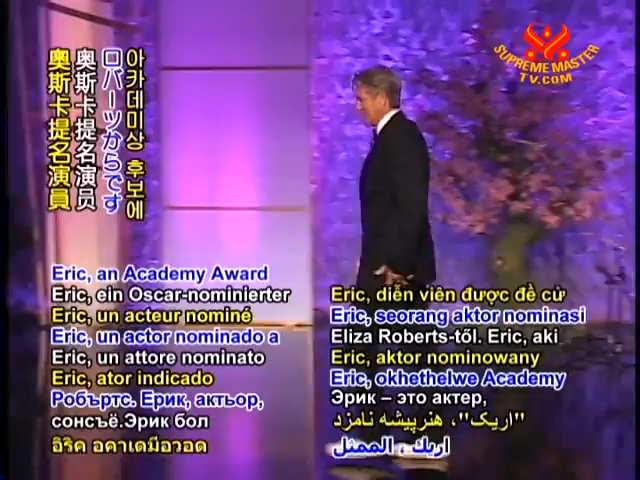 SUPREME MASTER
TV.COM
아카데미상 후보에
ロバーツからです
奥斯卡提名演员
奧斯卡提名演員
Eric, an Academy Award
Eric, ein Oscar-nominierter
Eric, un acteur nominé
Eric, un actor nominado a
Eric, un attore nominato
Eric, ator indicado
Робъртс. Ерик, актьор,
сонсъё.Эрик бол
อิริค อคาเดมีอวอด
Eric, diễn viên được đề cử
Eric, seorang aktor nominasi
Eliza Roberts-től. Eric, aki
Eric, aktor nominowany
Eric, okhethelwe Academy
Эрик – это актер,
"اریک"، هنرپیشه نامزد
اريك ، الممثل